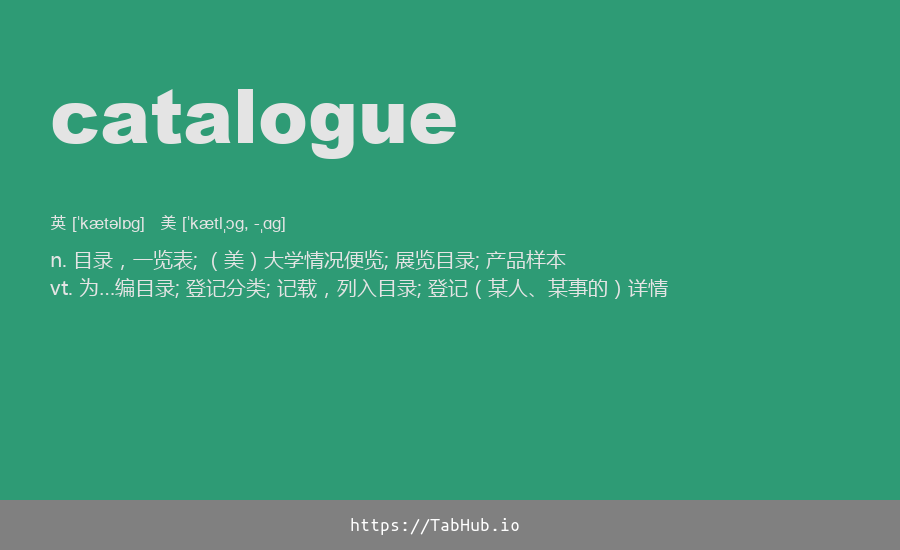 catalogue
英 [ˈkætəlɒg] 美 [ˈkætlˌɔg, -ˌɑg]
n. 目录，一览表; （美）大学情况便览; 展览目录; 产品样本
vt. 为...编目录; 登记分类; 记载，列入目录; 登记（某人、某事的）详情
https://TabHub.io